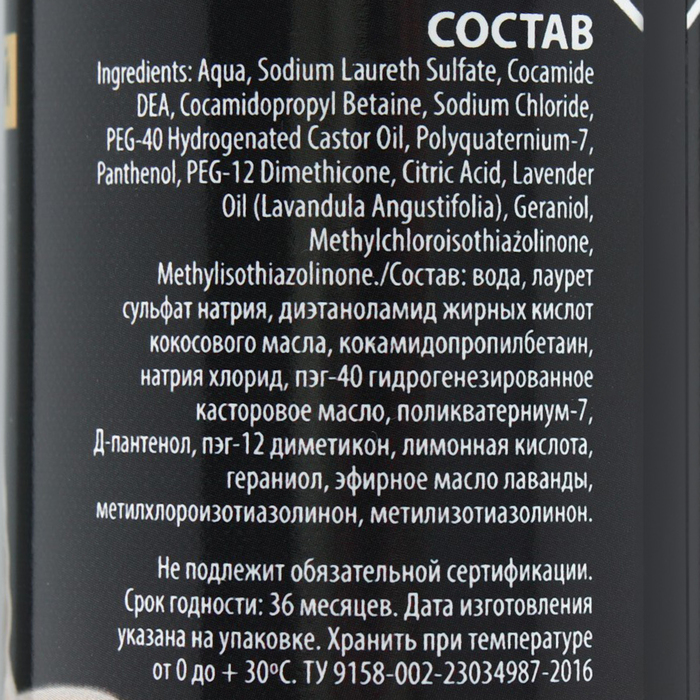 СОСТАВ
Ingredients: Aqua, Sodium Laureth Sulfate, Cocamide
DEA, Cocamidopropyl Betaine, Sodium Chloride,
PEG-40 Hydrogenated Castor Oil, Polyquaternium-7,
Panthenol, PEG-12 Dimethicone, Citric Acid, Lavender
Oil (Lavandula Angustifolia), Geraniol,
Methylchloroisothiazolinone,
Methylisothiazolinone./Состав: вода, лаурет
сульфат натрия, диэтаноламид жирных кислот
кокосового масла, кокамидопропилбетаин,
натрия хлорид, пэг-40 гидрогенезированное
касторовое масло, поликватерниум-7,
Д-пантенол, пэг-12 диметикон, лимонная кислота,
гераниол, эфирное масло лаванды,
метилхлороизотиазолинон, метилизотиазолинон.
Не подлежит обязательной сертификации.
Срок годности: 36 месяцев. Дата изготовления
указана на упаковке. Хранить при температуре
от 0 до + 30ºС. ТУ 9158-002-23034987-2016